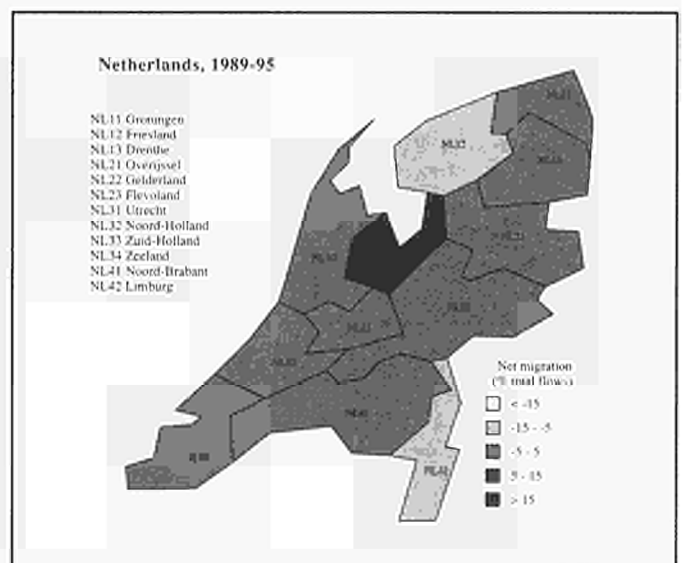 Netherlands, 1989-95
NL11 Groningen
NL12 Friesland
NL13 Drenthe
NL21 Overijssel
NL22 Gelderland
NL23 Flevoland
NL31 Utrecht
NL32 Noord-Holland
NL33 Zuid-Holland
NL34 Zeeland
NL41 Noord-Brabant
NL42 Limburg
Net migration
(% total flows)
< -15
-15 - -5
-5 - 5
5 - 15
> 15